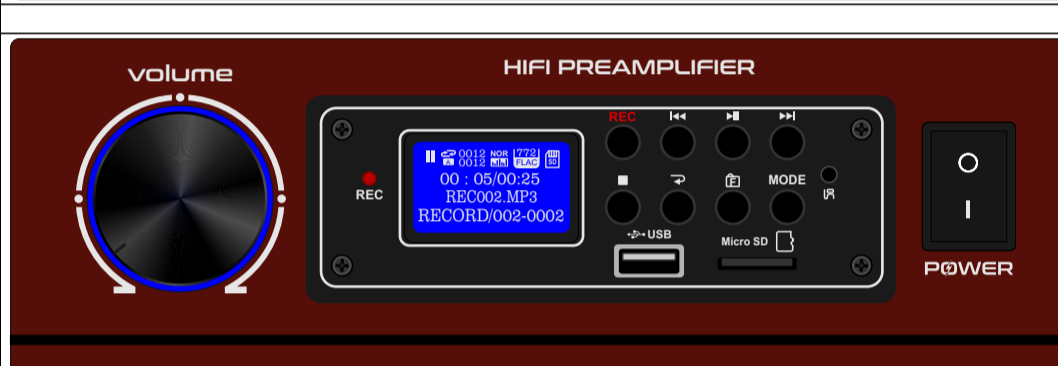 volume
HIFI PREAMPLIFIER
REC
0012 NOR 772
A 0012 FLAC SD
00 : 05/00:25
REC002.MP3
RECORD/002-0002
REC
F MODE
USB
Micro SD
POWER